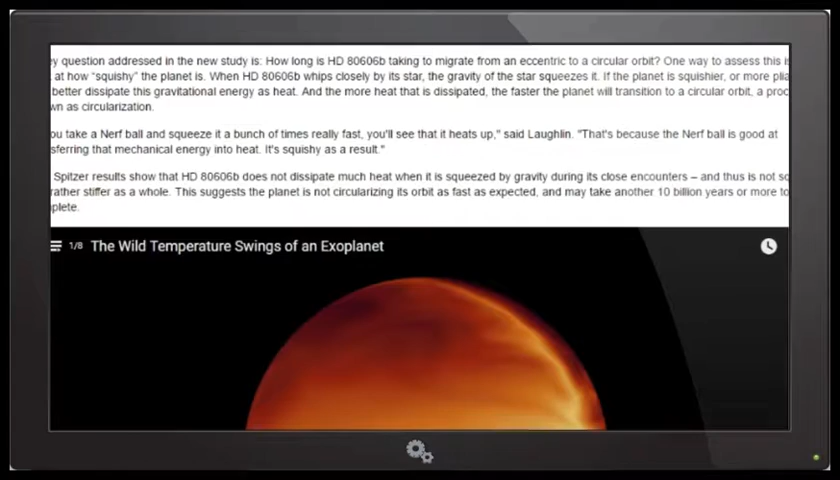 y question addressed in the new study is: How long is HD 80606b taking to migrate from an eccentric to a circular orbit? One way to assess this i
at how "squishy" the planet is. When HD 80606b whips closely by its star, the gravity of the star squeezes it. If the planet is squishier, or more plia
better dissipate this gravitational energy as heat. And the more heat that is dissipated, the faster the planet will transition to a circular orbit, a proc
wn as circularization.
ou take a Nerf ball and squeeze it a bunch of times really fast, you'll see that it heats up," said Laughlin. "That's because the Nerf ball is good at
sferring that mechanical energy into heat. It's squishy as a result."
Spitzer results show that HD 80606b does not dissipate much heat when it is squeezed by gravity during its close encounters – and thus is not sq
rather stiffer as a whole. This suggests the planet is not circularizing its orbit as fast as expected, and may take another 10 billion years or more to
plete.
1/8 The Wild Temperature Swings of an Exoplanet